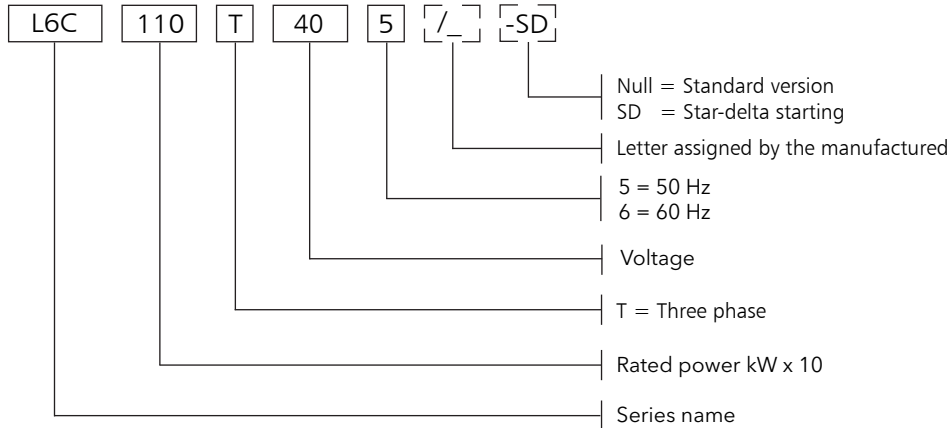 L6C 110 T 40 5 /_ -SD
Null = Standard version
SD = Star-delta starting
Letter assigned by the manufactured
5 = 50 Hz
6 = 60 Hz
Voltage
T = Three phase
Rated power kW x 10
Series name